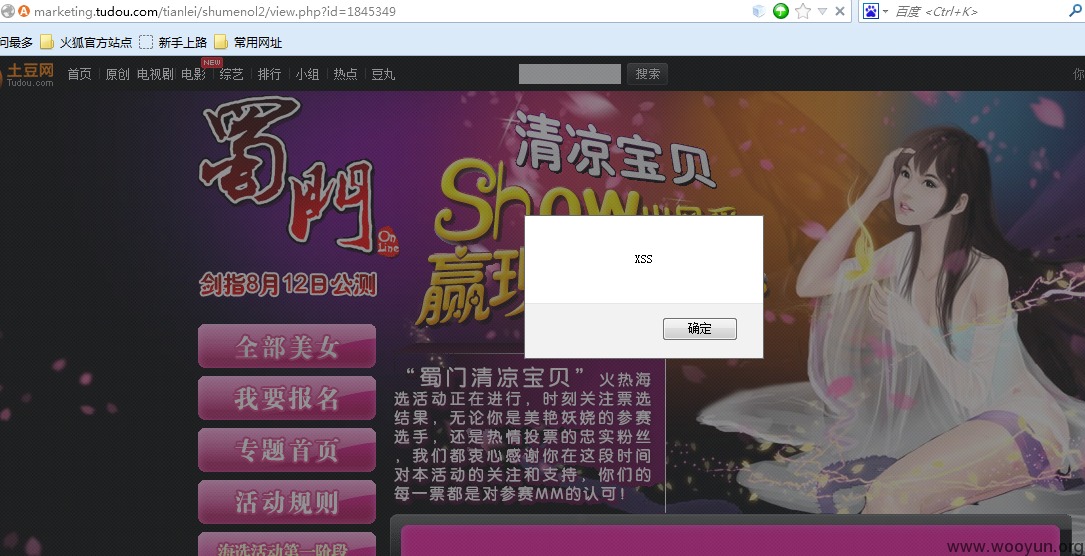 marketing.tudou.com/tianlei/shumenol2/view.php?id=1845349
百度 <Ctrl+K>
问最多 火狐官方站点 新手上路 常用网址
土豆网
Tudou.com
首页 原创 电视剧 电影 NEW 综艺 排行 小组 热点 豆丸
搜索
你
蜀門
OnLine
剑指8月12日公测
清凉宝贝
Show
赢
XSS
确定
全部美女
我要报名
专题首页
活动规则
海选活动第一阶段
“蜀门清凉宝贝”火热海
选活动正在进行，时刻关注票选
结果，无论你是美艳妖娆的参赛
选手，还是热情投票的忠实粉丝
，我们都衷心感谢你在这段时间
对本活动的关注和支持，你们的
每一票都是对参赛MM的认可！
www.wooyun.org